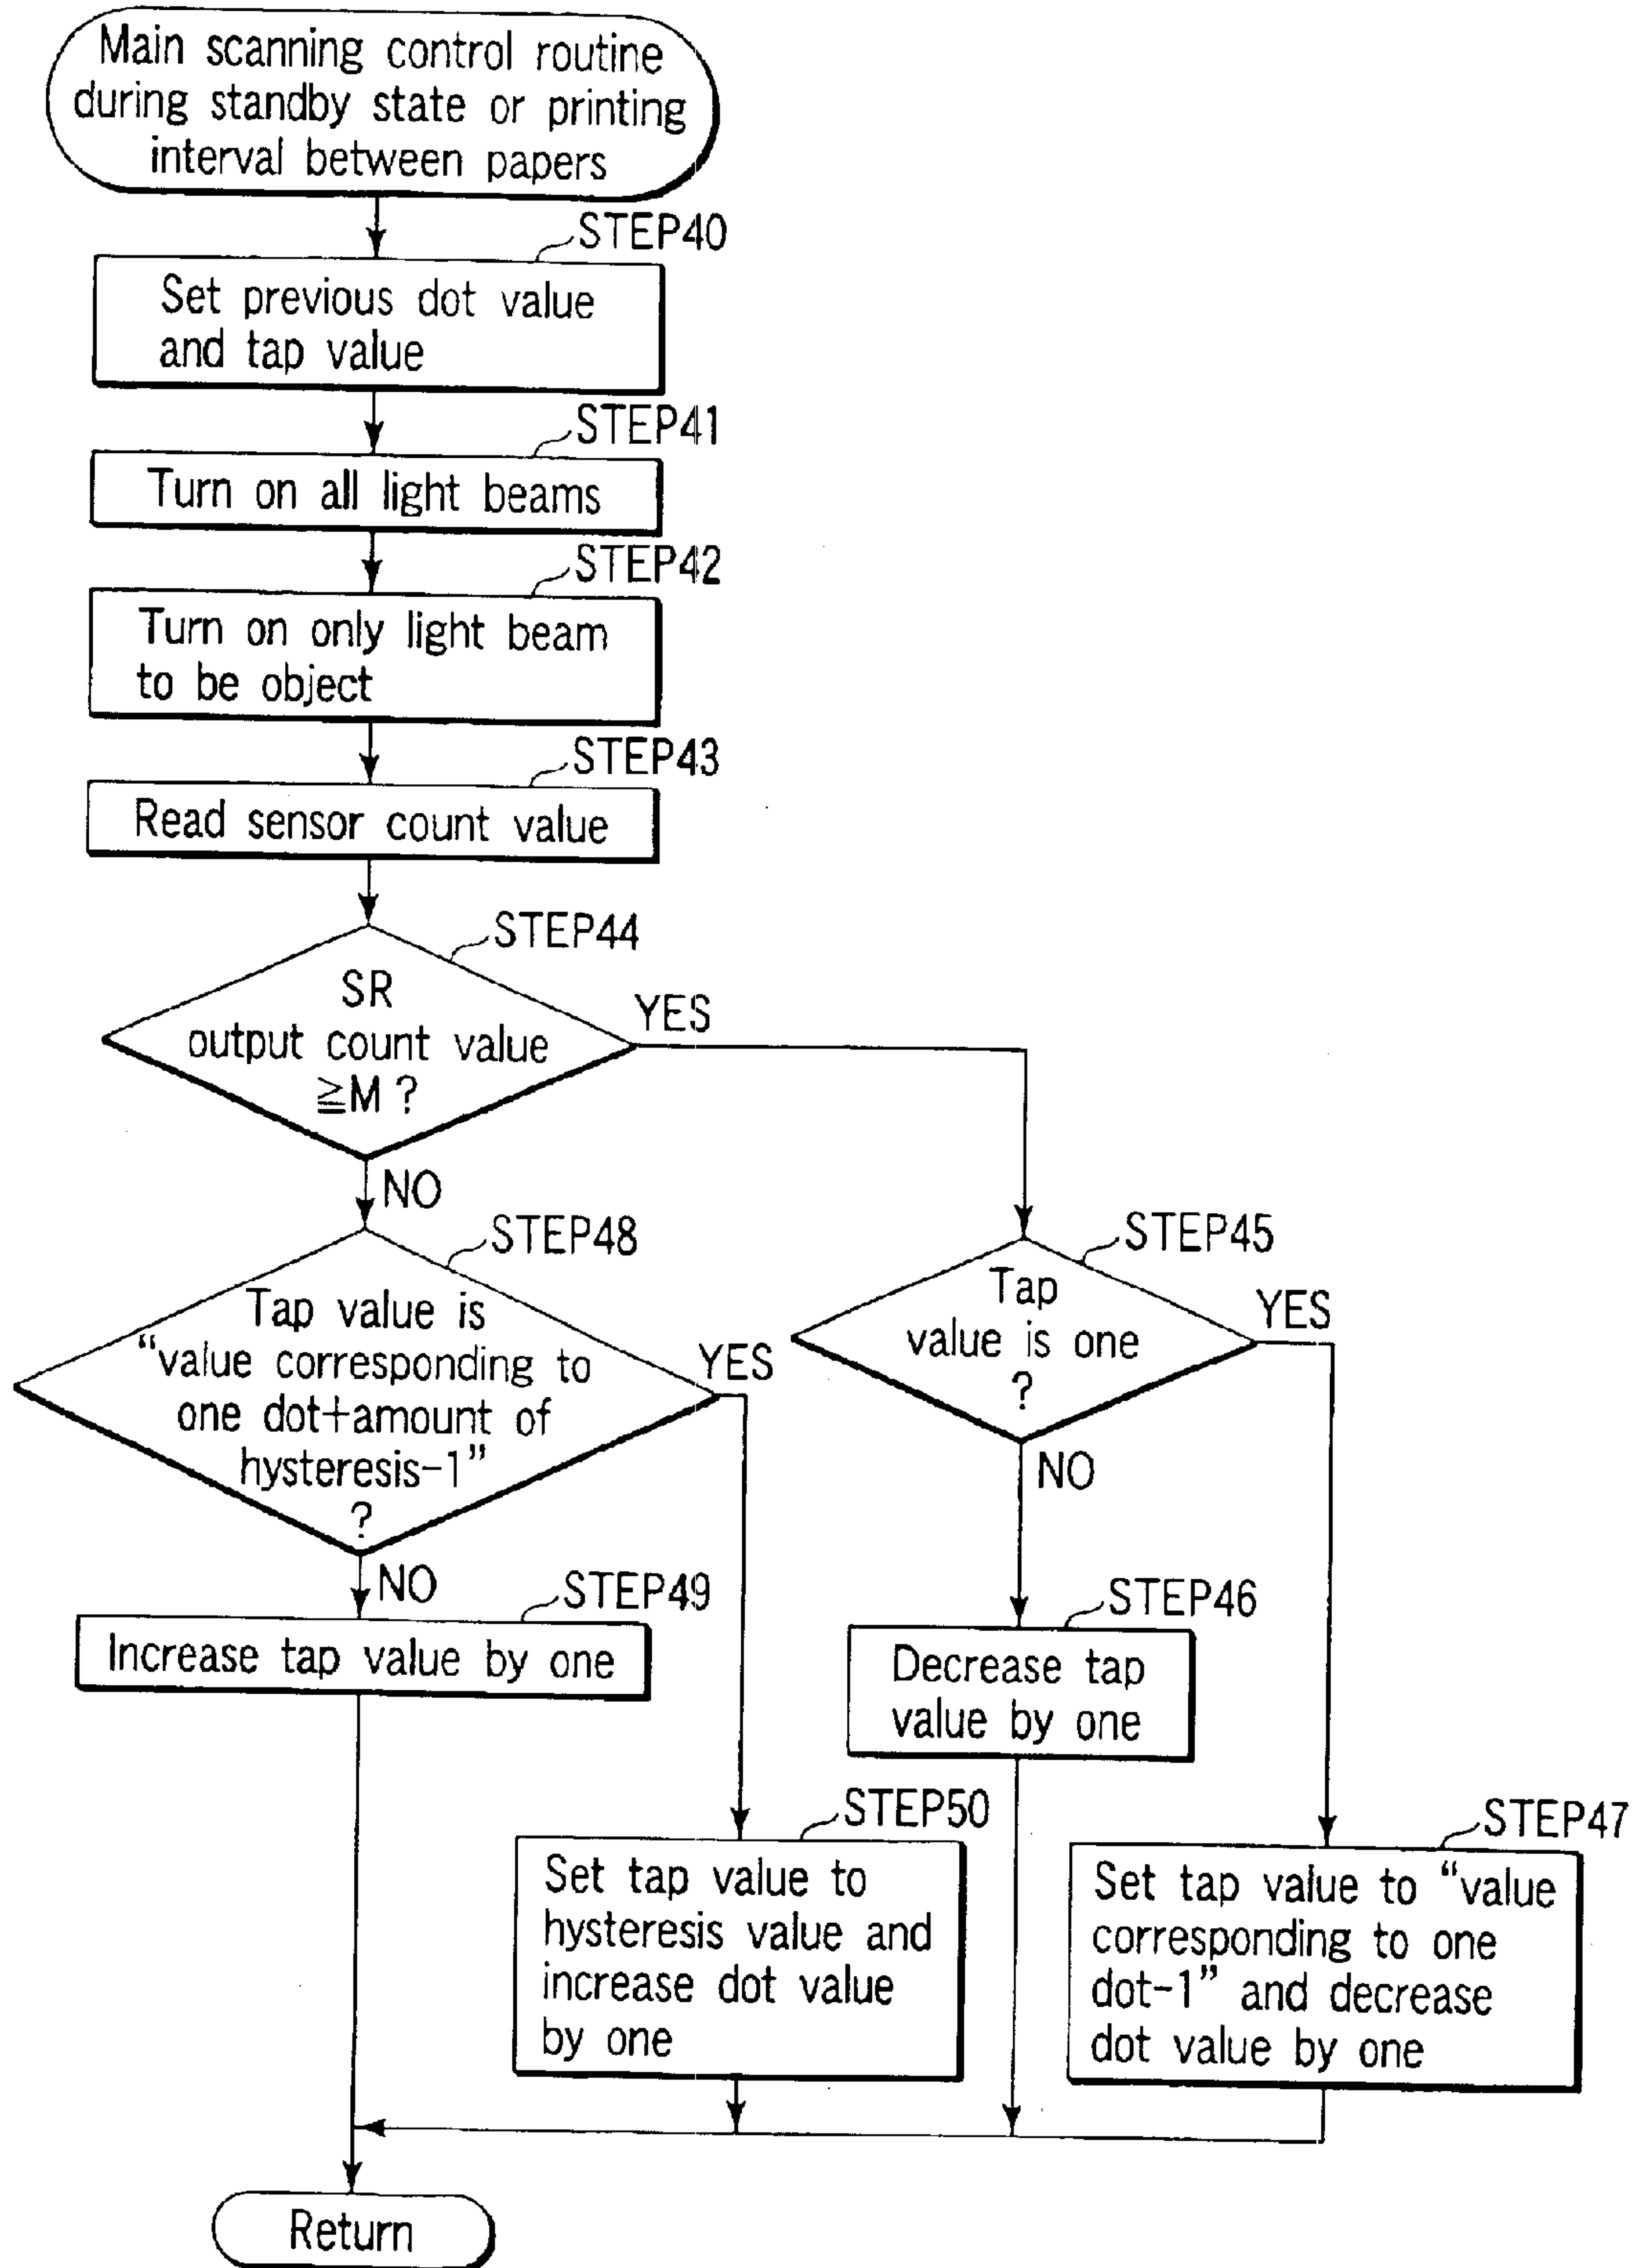 Main scanning control routine
during standby state or printing
interval between papers
STEP40
Set previous dot value
and tap value
STEP41
Turn on all light beams
STEP42
Turn on only light beam
to be object
STEP43
Read sensor count value
STEP44
SR
output count value
≧M ?
YES
NO
STEP48
Tap value is
“value corresponding to
one dot+amount of
hysteresis-1”
?
YES
NO
STEP45
Tap
value is one
?
YES
NO
STEP49
Increase tap value by one
STEP46
Decrease tap
value by one
STEP50
Set tap value to
hysteresis value and
increase dot value
by one
STEP47
Set tap value to “value
corresponding to one
dot-1” and decrease
dot value by one
Return